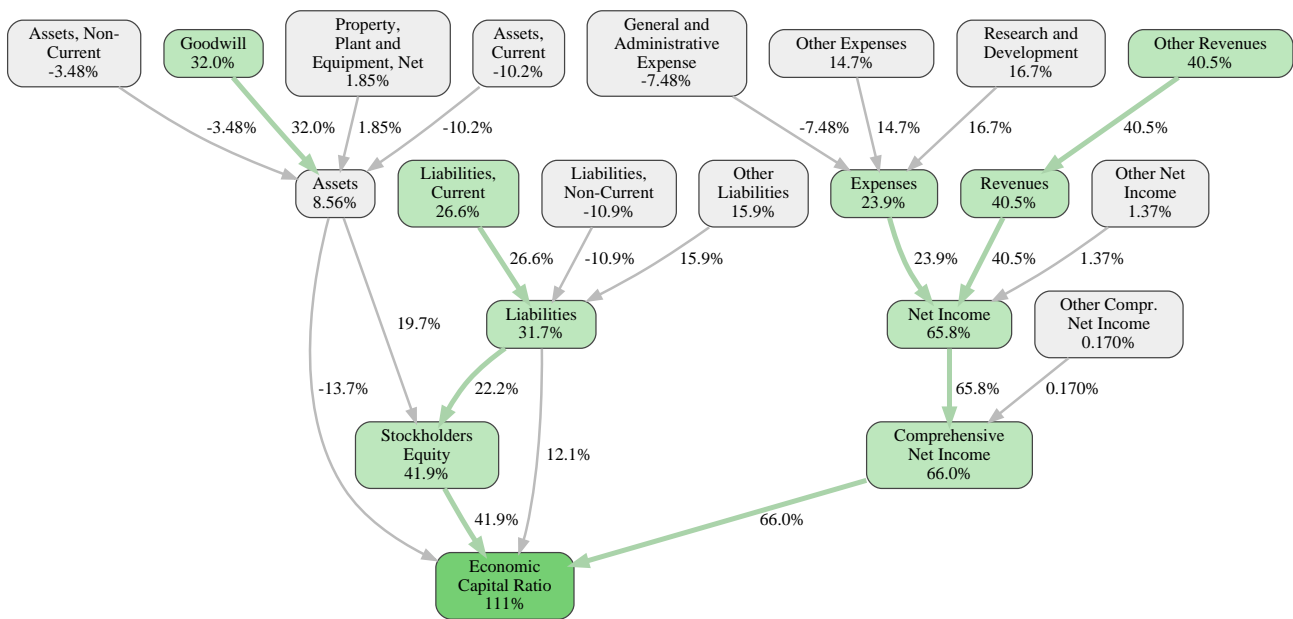 Assets, Non-
Current
-3.48%
Goodwill
32.0%
Property,
Plant and
Equipment, Net
1.85%
Assets,
Current
-10.2%
General and
Administrative
Expense
-7.48%
Other Expenses
14.7%
Research and
Development
16.7%
Other Revenues
40.5%
-3.48%
32.0%
1.85%
-10.2%
-7.48%
14.7%
16.7%
40.5%
Assets
8.56%
Liabilities,
Current
26.6%
Liabilities,
Non-Current
-10.9%
Other
Liabilities
15.9%
Expenses
23.9%
Revenues
40.5%
Other Net
Income
1.37%
26.6%
-10.9%
15.9%
23.9%
40.5%
1.37%
19.7%
Liabilities
31.7%
Net Income
65.8%
Other Compr.
Net Income
0.170%
-13.7%
22.2%
65.8%
0.170%
Stockholders
Equity
41.9%
12.1%
Comprehensive
Net Income
66.0%
41.9%
66.0%
Economic
Capital Ratio
111%